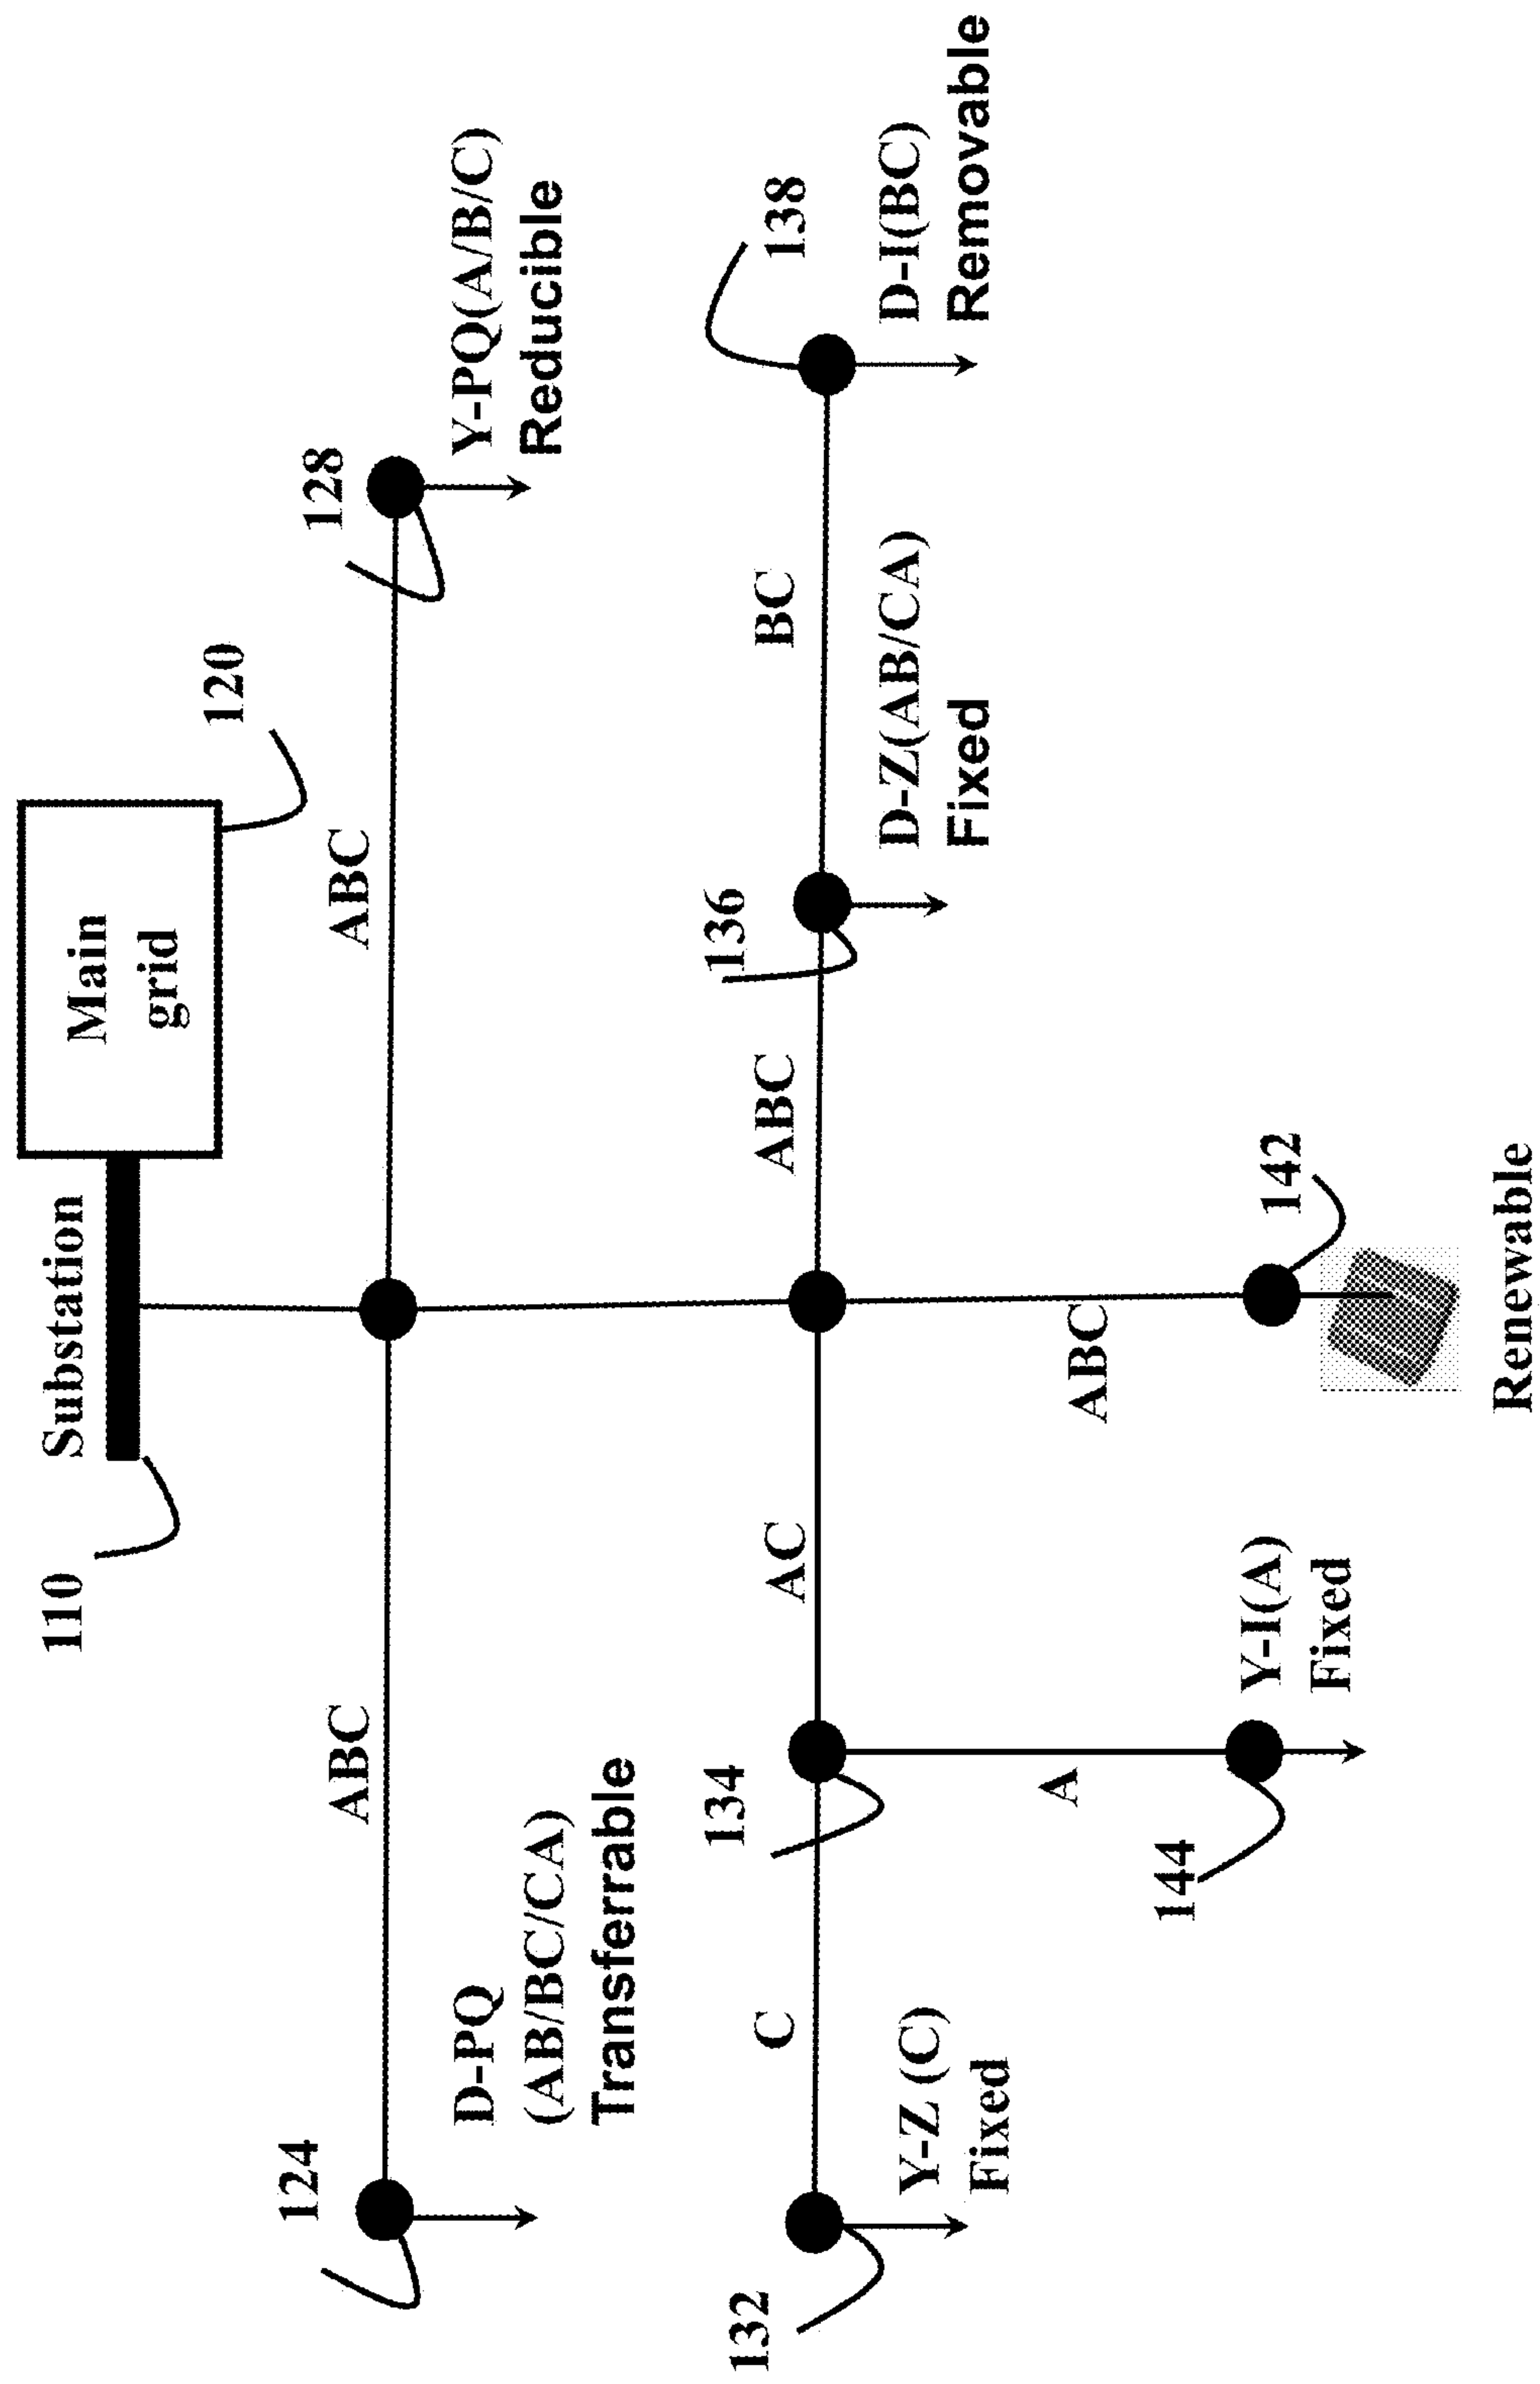 110
Substation
Main
grid
120
124
ABC
ABC
128
D-PQ
(AB/BC/CA)
Transferrable
Y-PQ(A/B/C)
Reducible
132
C
134
AC
ABC
136
BC
138
Y-Z (C)
Fixed
D-Z(AB/CA)
Fixed
D-I(BC)
Removable
A
ABC
144
142
Y-I(A)
Fixed
Renewable